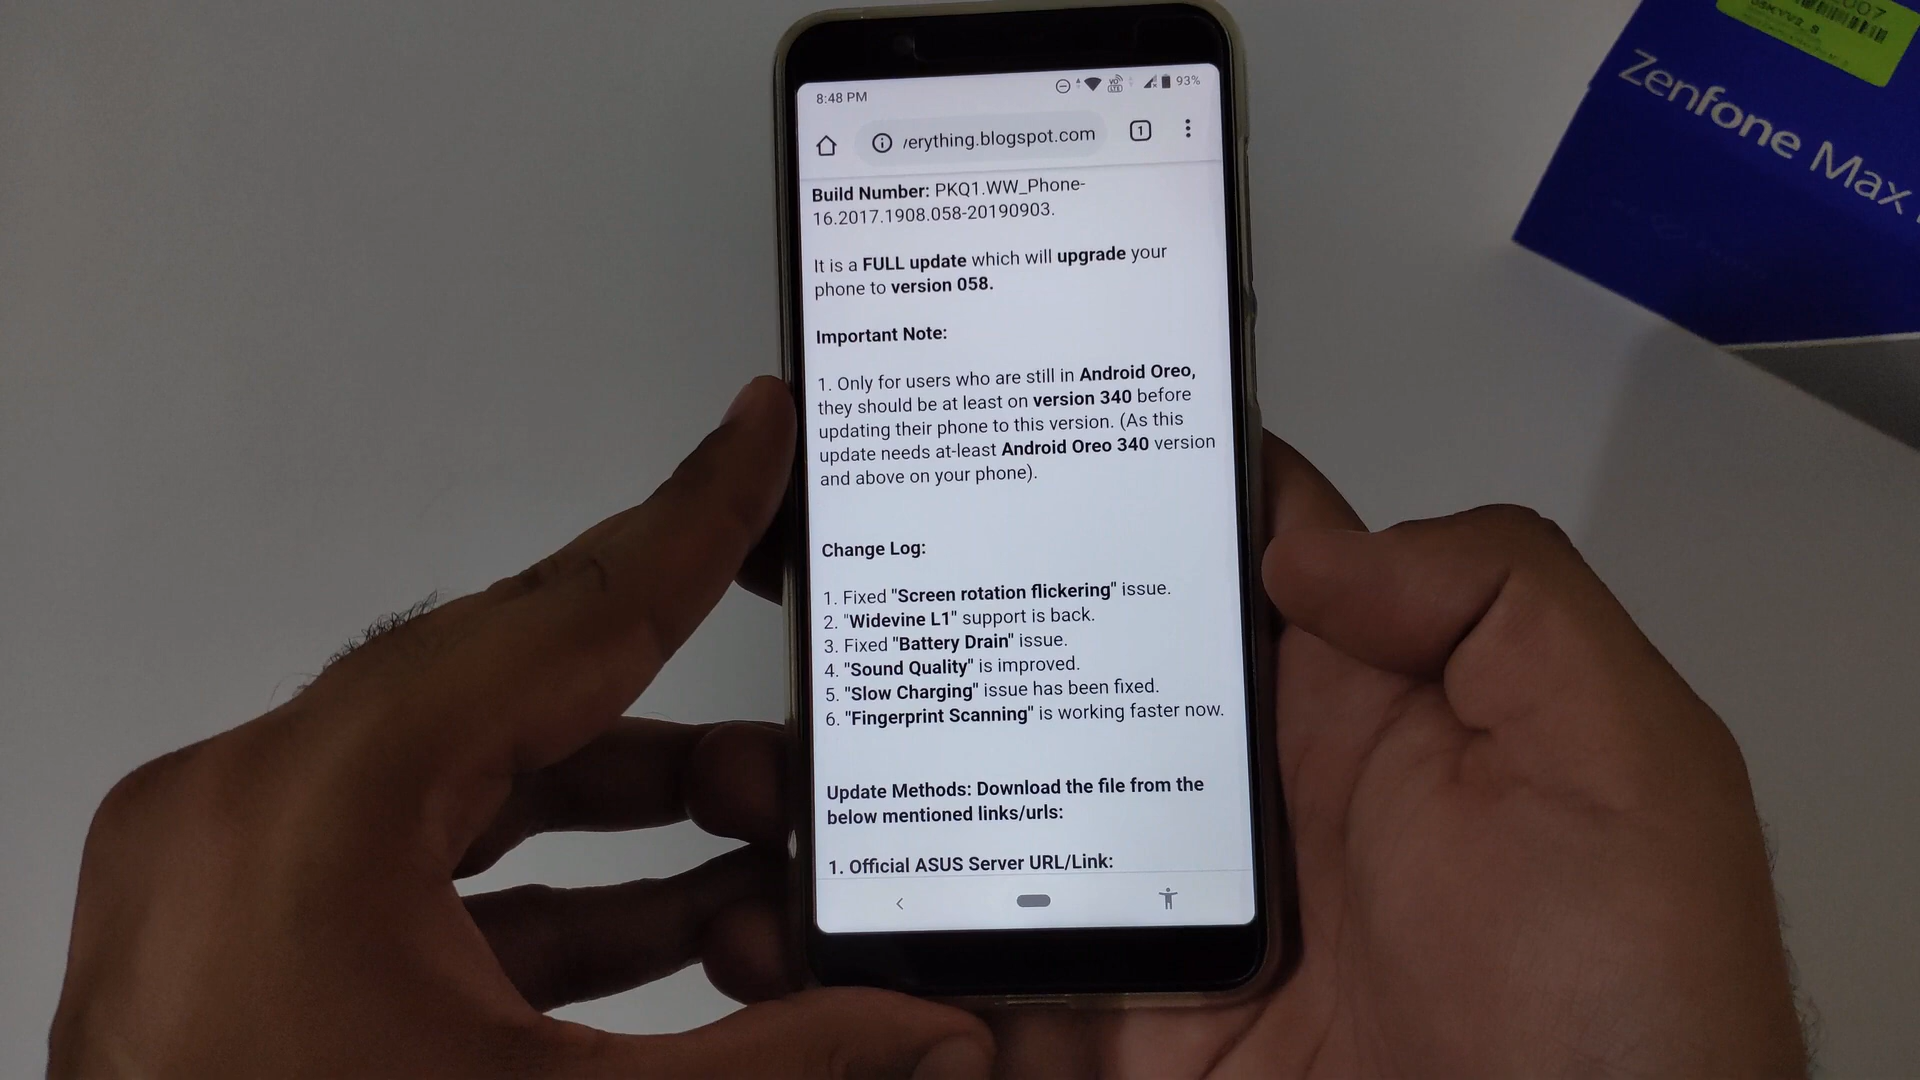 8:48 PM
93%
/erything.blogspot.com
1
Build Number: PKQ1.WW_Phone-
16.2017.1908.058-20190903.
It is a FULL update which will upgrade your
phone to version 058.
Important Note:
1. Only for users who are still in Android Oreo,
they should be at least on version 340 before
updating their phone to this version. (As this
update needs at-least Android Oreo 340 version
and above on your phone).
Change Log:
1. Fixed "Screen rotation flickering" issue.
2. "Widevine L1" support is back.
3. Fixed "Battery Drain" issue.
4. "Sound Quality" is improved.
5. "Slow Charging" issue has been fixed.
6. "Fingerprint Scanning" is working faster now.
Update Methods: Download the file from the
below mentioned links/urls:
1. Official ASUS Server URL/Link:
Zenfone Max